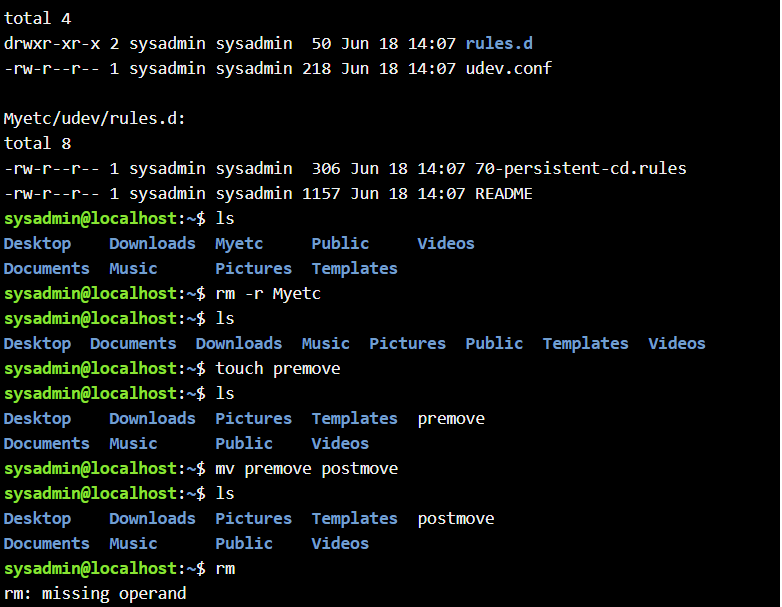 total 4
drwxr-xr-x 2 sysadmin sysadmin  50 Jun 18 14:07 rules.d
-rw-r--r-- 1 sysadmin sysadmin 218 Jun 18 14:07 udev.conf

Myetc/udev/rules.d:
total 8
-rw-r--r-- 1 sysadmin sysadmin  306 Jun 18 14:07 70-persistent-cd.rules
-rw-r--r-- 1 sysadmin sysadmin 1157 Jun 18 14:07 README
sysadmin@localhost:~$ ls
Desktop    Downloads  Myetc     Public     Videos
Documents  Music      Pictures  Templates
sysadmin@localhost:~$ rm -r Myetc
sysadmin@localhost:~$ ls
Desktop  Documents  Downloads  Music  Pictures  Public  Templates  Videos
sysadmin@localhost:~$ touch premove
sysadmin@localhost:~$ ls
Desktop    Downloads  Pictures  Templates  premove
Documents  Music      Public    Videos
sysadmin@localhost:~$ mv premove postmove
sysadmin@localhost:~$ ls
Desktop    Downloads  Pictures  Templates  postmove
Documents  Music      Public    Videos
sysadmin@localhost:~$ rm
rm: missing operand